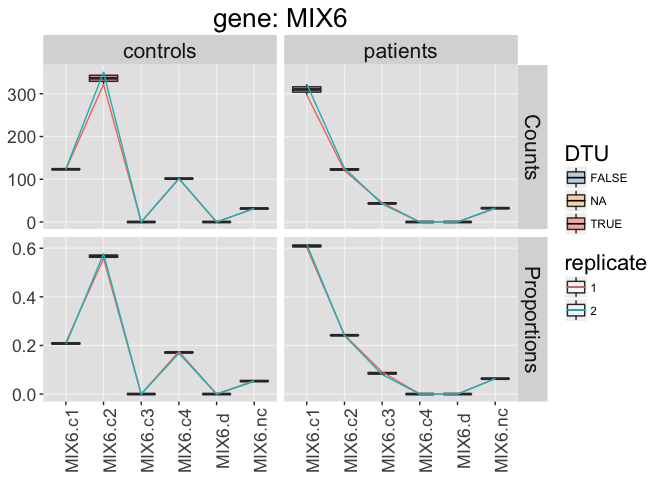 gene: MIX6
controls patients
300
200
100
0
Counts
0.6
0.4
0.2
0.0
Proportions
MIX6.c1 MIX6.c2 MIX6.c3 MIX6.c4 MIX6.d MIX6.nc MIX6.c1 MIX6.c2 MIX6.c3 MIX6.c4 MIX6.d MIX6.nc
DTU
FALSE
NA
TRUE
replicate
1
2